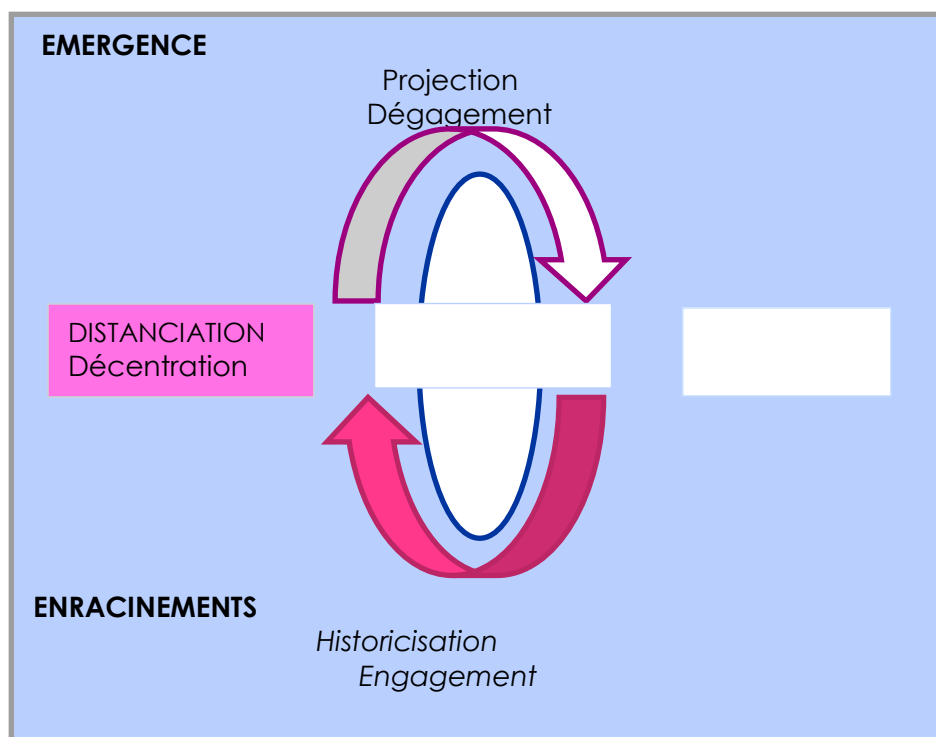 EMERGENCE
Projection
Dégagement
DISTANCIATION
Décentration
ENRACINEMENTS
Historicisation
Engagement